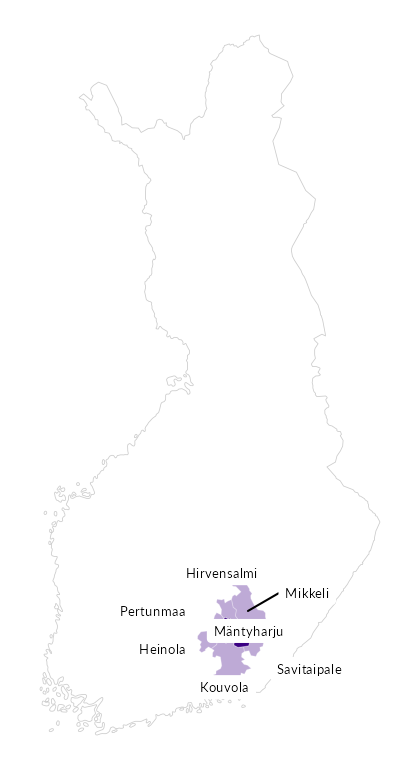 Hirvensalmi
Mikkeli
Pertunmaa
Mäntyharju
Heinola
Savitaipale
Kouvola